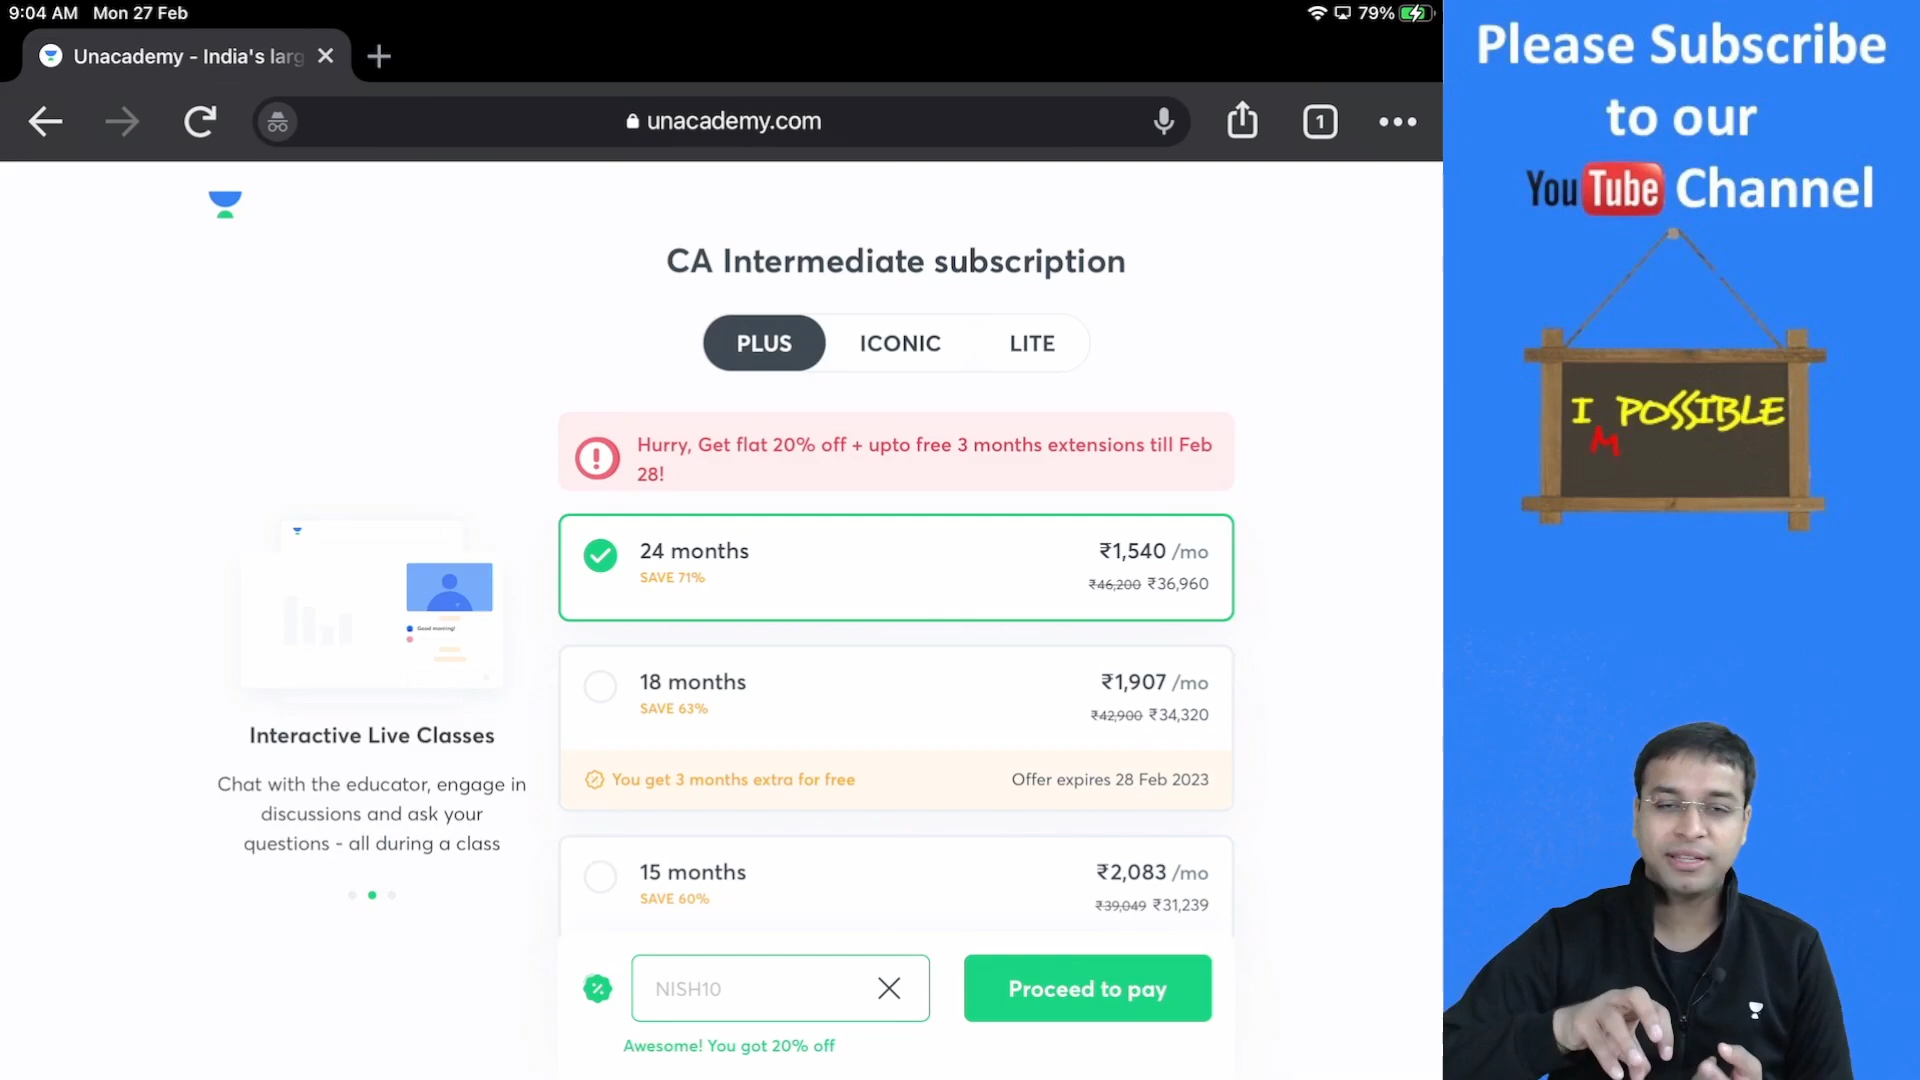 9:04 AM Mon 27 Feb
79%
Unacademy - India's larg
unacademy.com
1
CA Intermediate subscription
PLUS
ICONIC
LITE
Hurry, Get flat 20% off + upto free 3 months extensions till Feb
28!
24 months
₹1,540 /mo
SAVE 71%
₹46,200 ₹36,960
18 months
₹1,907 /mo
SAVE 63%
₹42,900 ₹34,320
You get 3 months extra for free
Offer expires 28 Feb 2023
15 months
₹2,083 /mo
SAVE 60%
₹39,049 ₹31,239
NISH10
Proceed to pay
Awesome! You got 20% off
Good morning!
Interactive Live Classes
Chat with the educator, engage in
discussions and ask your
questions - all during a class
Please Subscribe
to our
YouTube Channel
I POSSIBLE
M